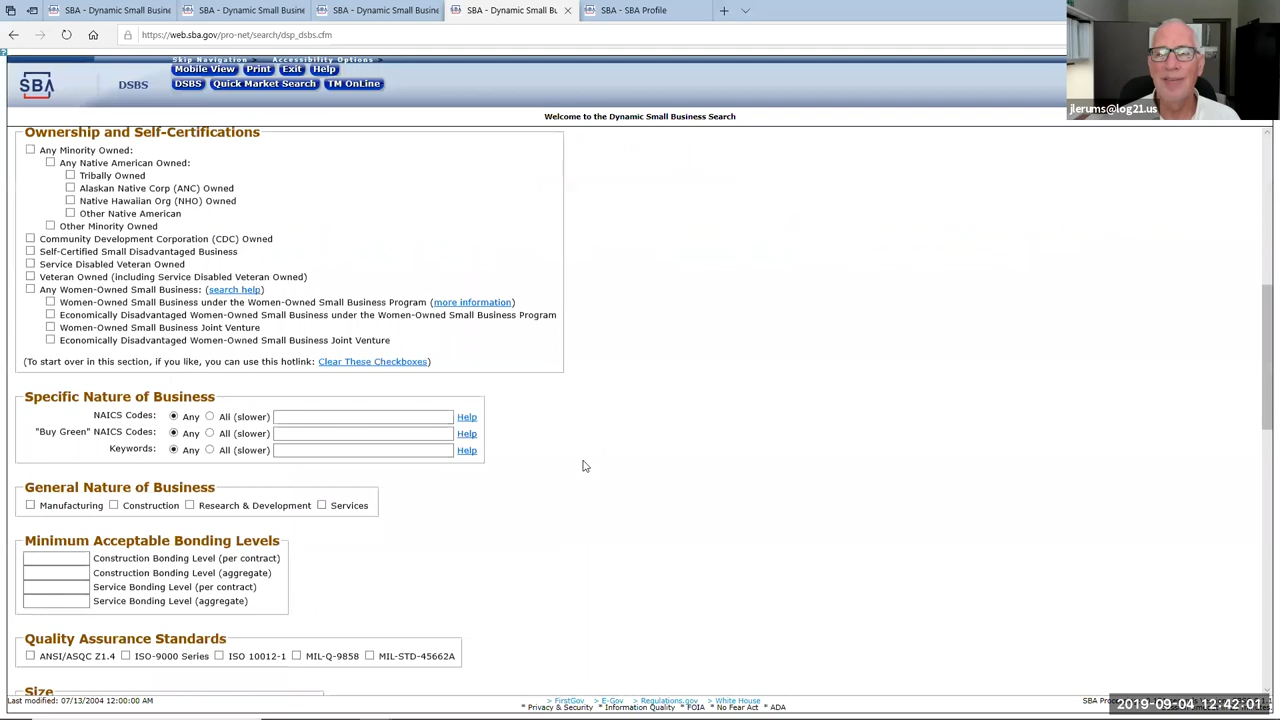 SBA - Dynamic Small Busine
SBA - Dynamic Small Busine
SBA - Dynamic Small Busine
SBA - Dynamic Small Bu
SBA - SBA Profile
https://web.sba.gov/pro-net/search/dsp_dsbs.cfm
Skip Navigation > Accessibility Options >
Mobile View Print Exit Help
SBA DSBS
DSBS Quick Market Search TM OnLine
jlerums@log21.us
Welcome to the Dynamic Small Business Search
Ownership and Self-Certifications
Any Minority Owned:
Any Native American Owned:
Tribally Owned
Alaskan Native Corp (ANC) Owned
Native Hawaiian Org (NHO) Owned
Other Native American
Other Minority Owned
Community Development Corporation (CDC) Owned
Self-Certified Small Disadvantaged Business
Service Disabled Veteran Owned
Veteran Owned (including Service Disabled Veteran Owned)
Any Women-Owned Small Business: (search help)
Women-Owned Small Business under the Women-Owned Small Business Program (more information)
Economically Disadvantaged Women-Owned Small Business under the Women-Owned Small Business Program
Women-Owned Small Business Joint Venture
Economically Disadvantaged Women-Owned Small Business Joint Venture
(To start over in this section, if you like, you can use this hotlink: Clear These Checkboxes)
Specific Nature of Business
NAICS Codes: Any All (slower) Help
"Buy Green" NAICS Codes: Any All (slower) Help
Keywords: Any All (slower) Help
General Nature of Business
Manufacturing Construction Research & Development Services
Minimum Acceptable Bonding Levels
Construction Bonding Level (per contract)
Construction Bonding Level (aggregate)
Service Bonding Level (per contract)
Service Bonding Level (aggregate)
Quality Assurance Standards
ANSI/ASQC Z1.4 ISO-9000 Series ISO 10012-1 MIL-Q-9858 MIL-STD-45662A
Size
Last modified: 07/13/2004 12:00:00 AM
> FirstGov > E-Gov > Regulations.gov > White House
* Privacy & Security * Information Quality * FOIA * No Fear Act * ADA
2019-09-04 12:42:01